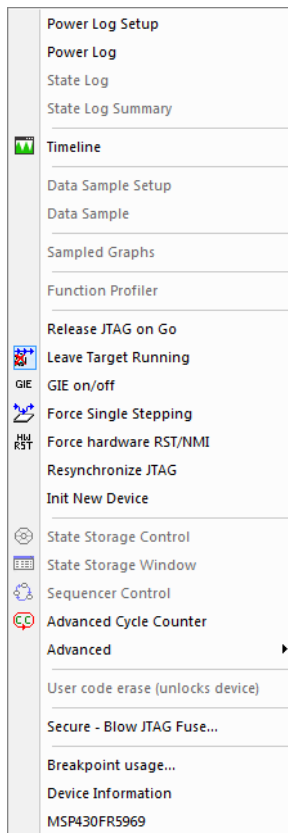 Power Log Setup
Power Log
State Log
State Log Summary
Timeline
Data Sample Setup
Data Sample
Sampled Graphs
Function Profiler
Release JTAG on Go
Leave Target Running
GIE GIE on/off
Force Single Stepping
HW RST Force hardware RST/NMI
Resynchronize JTAG
Init New Device
State Storage Control
State Storage Window
Sequencer Control
CC Advanced Cycle Counter
Advanced
User code erase (unlocks device)
Secure - Blow JTAG Fuse...
Breakpoint usage...
Device Information
MSP430FR5969